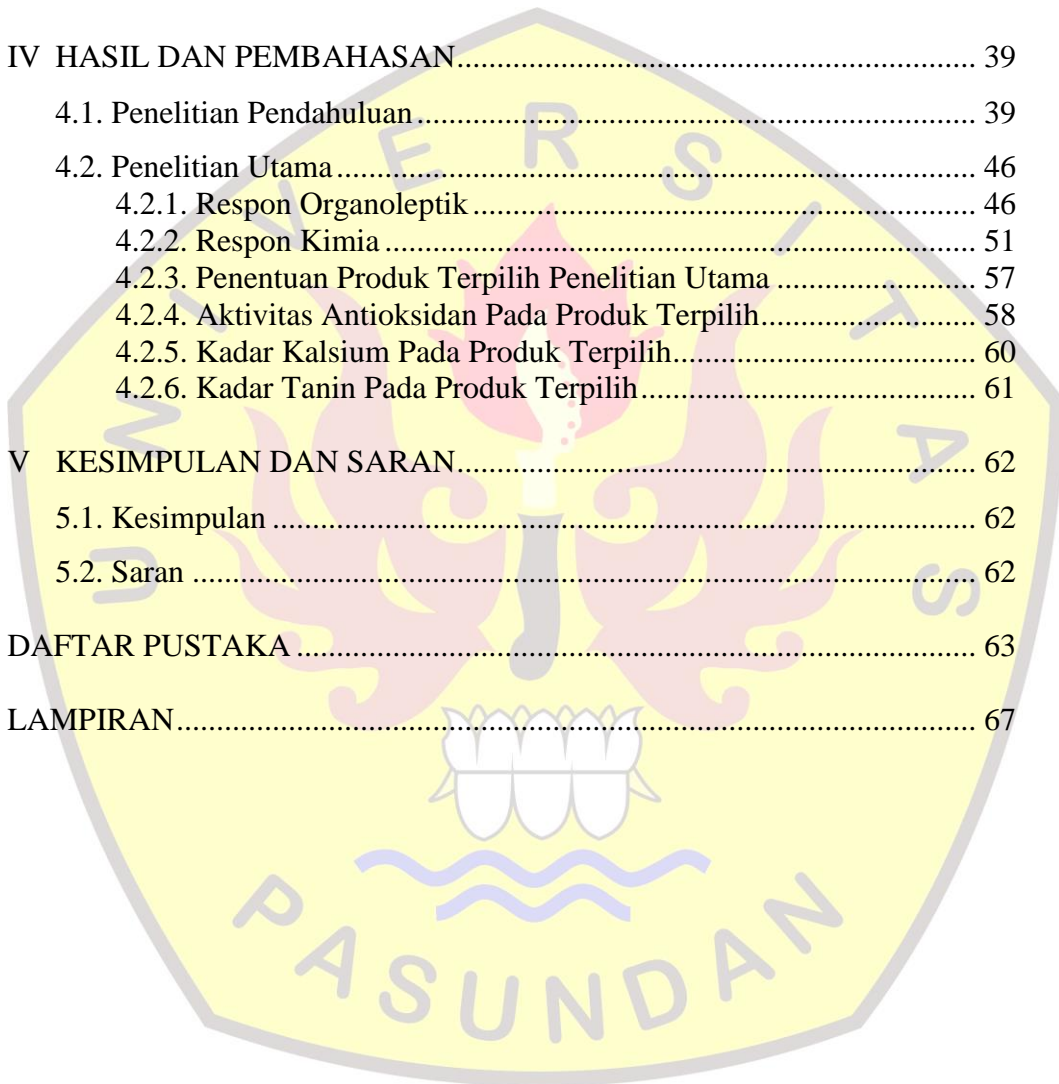 IV HASIL DAN PEMBAHASAN.......................................................................... 39
4.1. Penelitian Pendahuluan................................................................................ 39
4.2. Penelitian Utama........................................................................................... 46
4.2.1. Respon Organoleptik........................................................................ 46
4.2.2. Respon Kimia .................................................................................... 51
4.2.3. Penentuan Produk Terpilih Penelitian Utama ............................ 57
4.2.4. Aktivitas Antioksidan Pada Produk Terpilih............................... 58
4.2.5. Kadar Kalsium Pada Produk Terpilih............................................ 60
4.2.6. Kadar Tanin Pada Produk Terpilih................................................ 61
V KESIMPULAN DAN SARAN.......................................................................... 62
5.1. Kesimpulan .................................................................................................... 62
5.2. Saran ............................................................................................................... 62
DAFTAR PUSTAKA ................................................................................................ 63
LAMPIRAN.................................................................................................................. 67
UNIVERSITAS
PASUNDAN